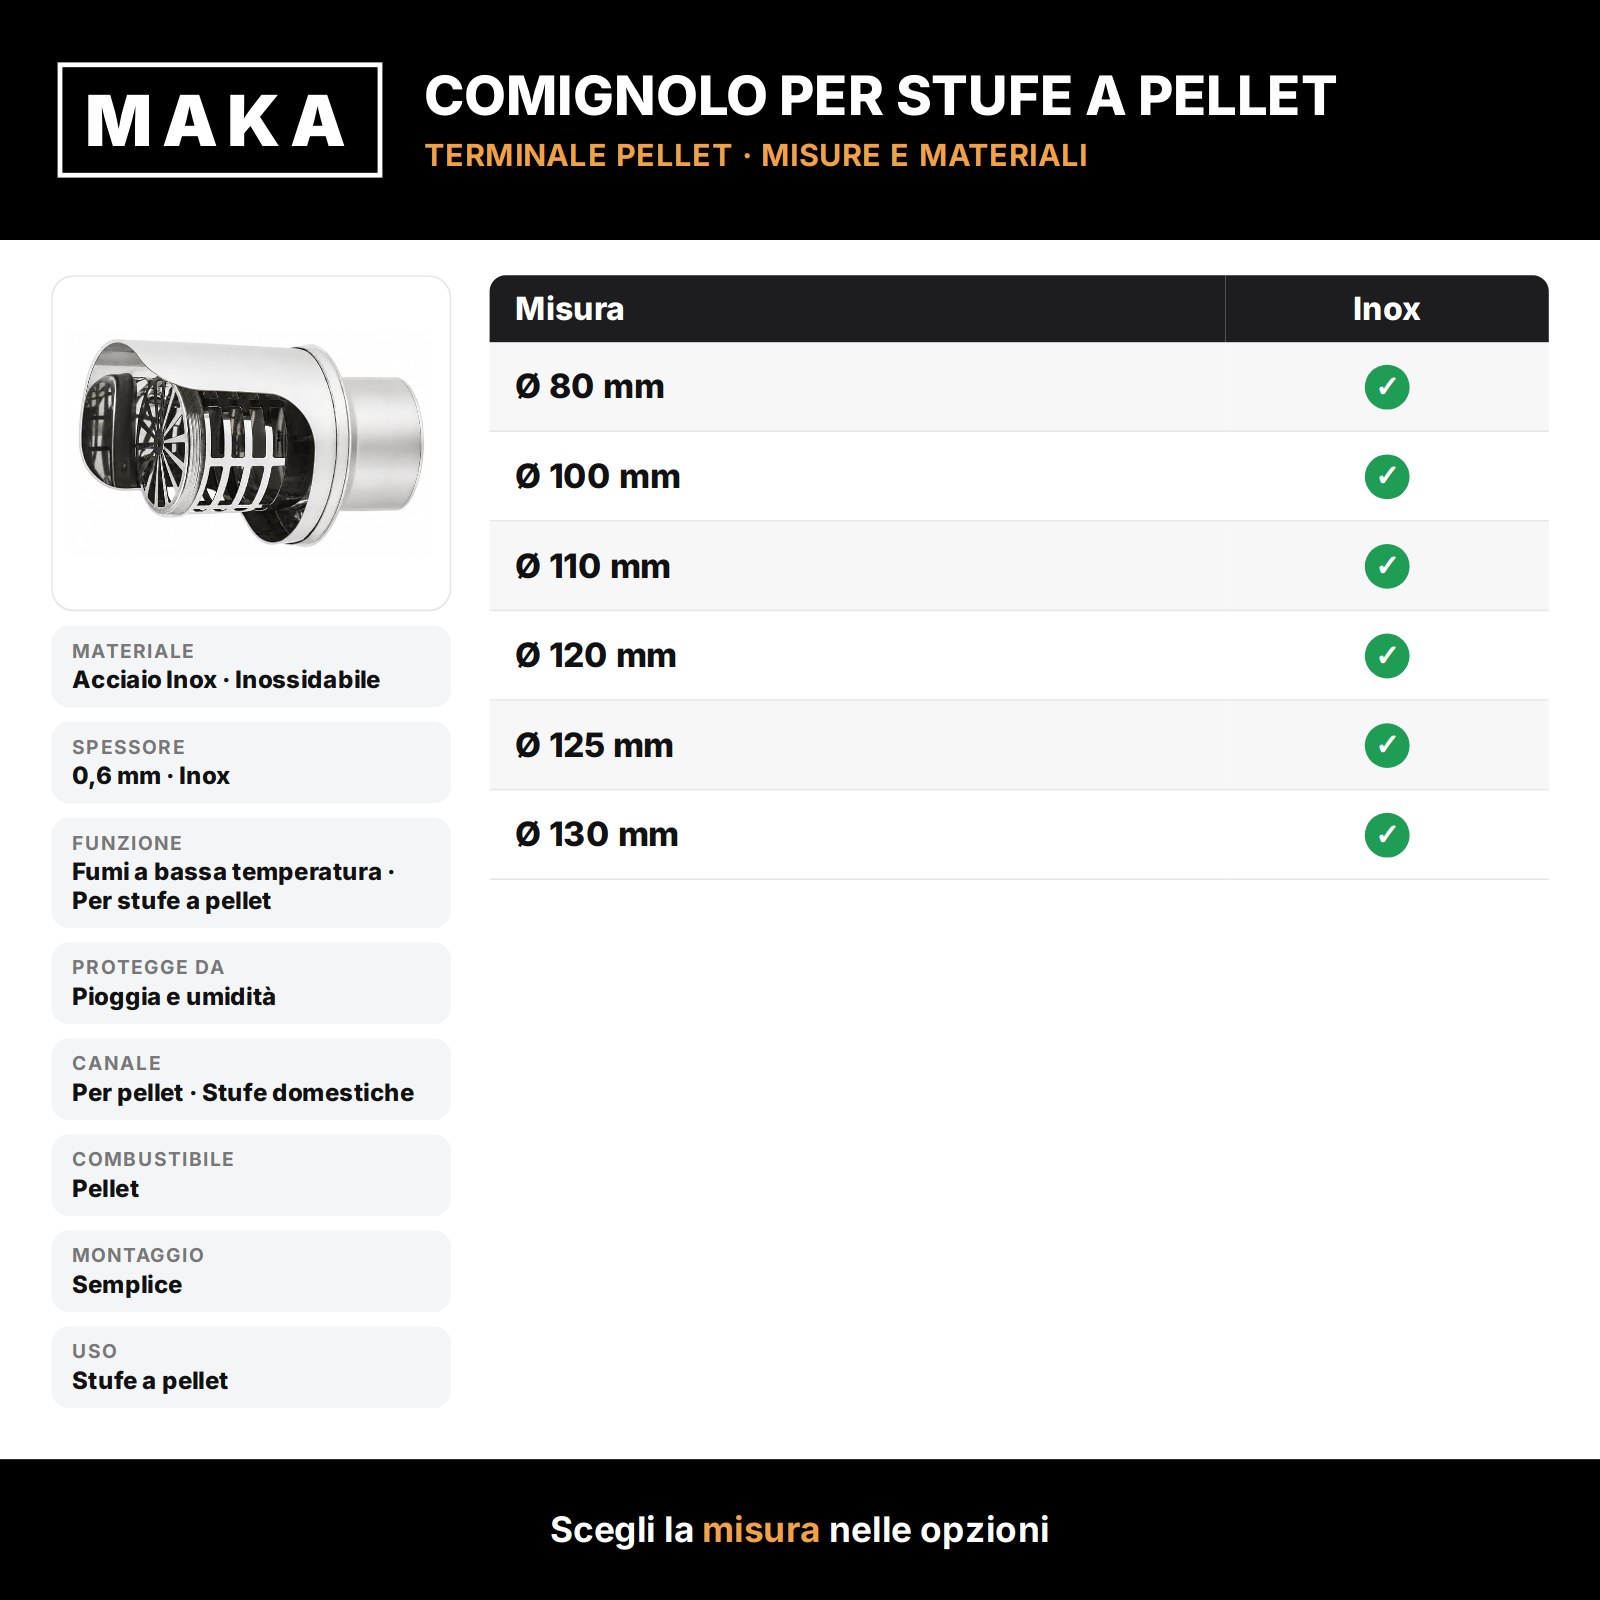 MAKA
COMIGNOLO PER STUFE A PELLET
TERMINALE PELLET · MISURE E MATERIALI
MATERIALE
Acciaio Inox · Inossidabile
SPESSORE
0,6 mm · Inox
FUNZIONE
Fumi a bassa temperatura ·
Per stufe a pellet
PROTEGGE DA
Pioggia e umidità
CANALE
Per pellet · Stufe domestiche
COMBUSTIBILE
Pellet
MONTAGGIO
Semplice
USO
Stufe a pellet
Misura Inox
Ø 80 mm ✓
Ø 100 mm ✓
Ø 110 mm ✓
Ø 120 mm ✓
Ø 125 mm ✓
Ø 130 mm ✓
Scegli la misura nelle opzioni